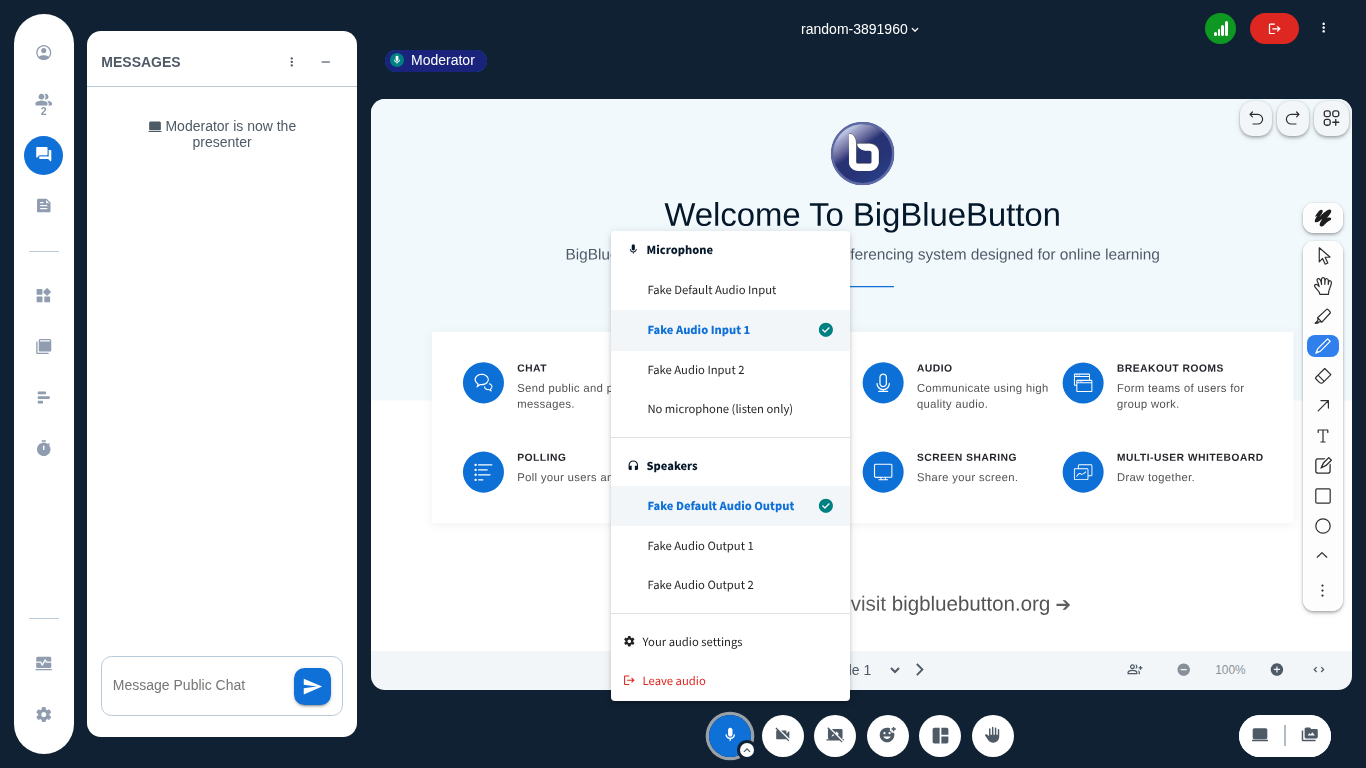 random-3891960
Moderator
MESSAGES
2
Moderator is now the
presenter
Message Public Chat
Welcome To BigBlueButton
ferencing system designed for online learning
CHAT
Send public and
messages.
POLLING
Poll your users
AUDIO
Communicate using high
quality audio.
BREAKOUT ROOMS
Form teams of users for
group work.
SCREEN SHARING
Share your screen.
MULTI-USER WHITEBOARD
Draw together.
visit bigbluebutton.org ➔
Microphone
Fake Default Audio Input
Fake Audio Input 1
Fake Audio Input 2
No microphone (listen only)
Speakers
Fake Default Audio Output
Fake Audio Output 1
Fake Audio Output 2
Your audio settings
Leave audio
1
100%